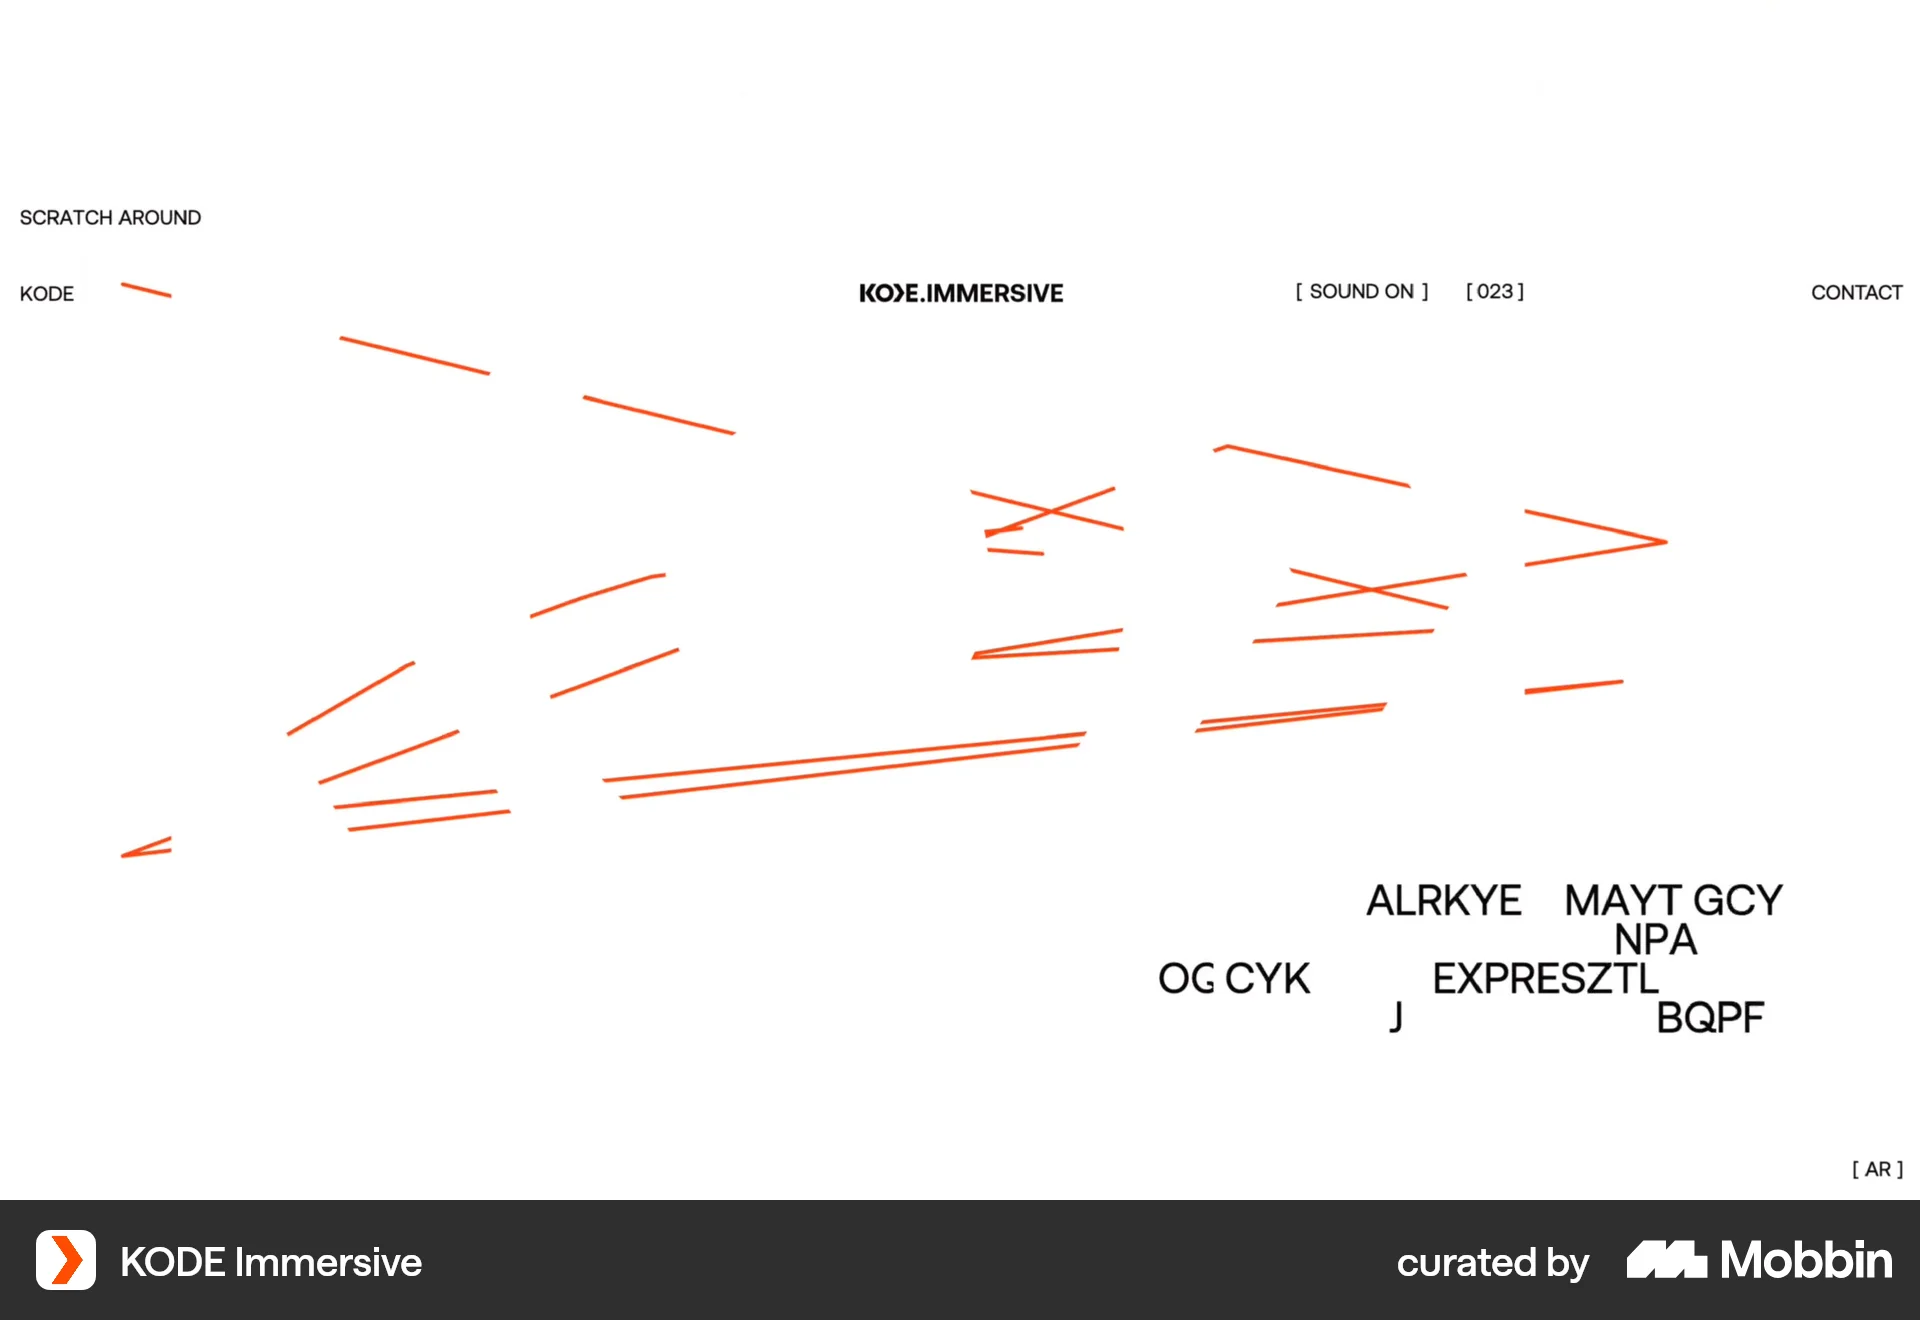 SCRATCH AROUND
KODE
KODE.IMMERSIVE
[ SOUND ON ]
[ 023 ]
CONTACT
ALRKYE MAYT GCY
NPA
OG CYK EXPRESZTL
J BQPF
[ AR ]
KODE Immersive
curated by Mobbin